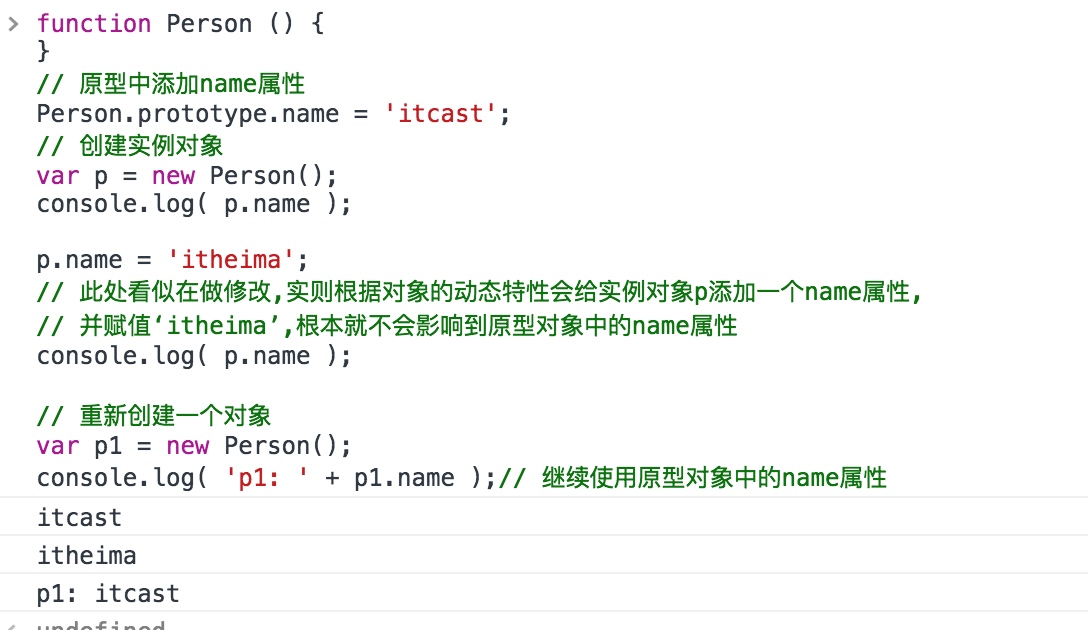 function Person () {
}
// 原型中添加name属性
Person.prototype.name = 'itcast';
// 创建实例对象
var p = new Person();
console.log( p.name );
p.name = 'itheima';
// 此处看似在做修改,实则根据对象的动态特性会给实例对象p添加一个name属性,
// 并赋值‘itheima’,根本就不会影响到原型对象中的name属性
console.log( p.name );
// 重新创建一个对象
var p1 = new Person();
console.log( 'p1: ' + p1.name );// 继续使用原型对象中的name属性
itcast
itheima
p1: itcast
undefined